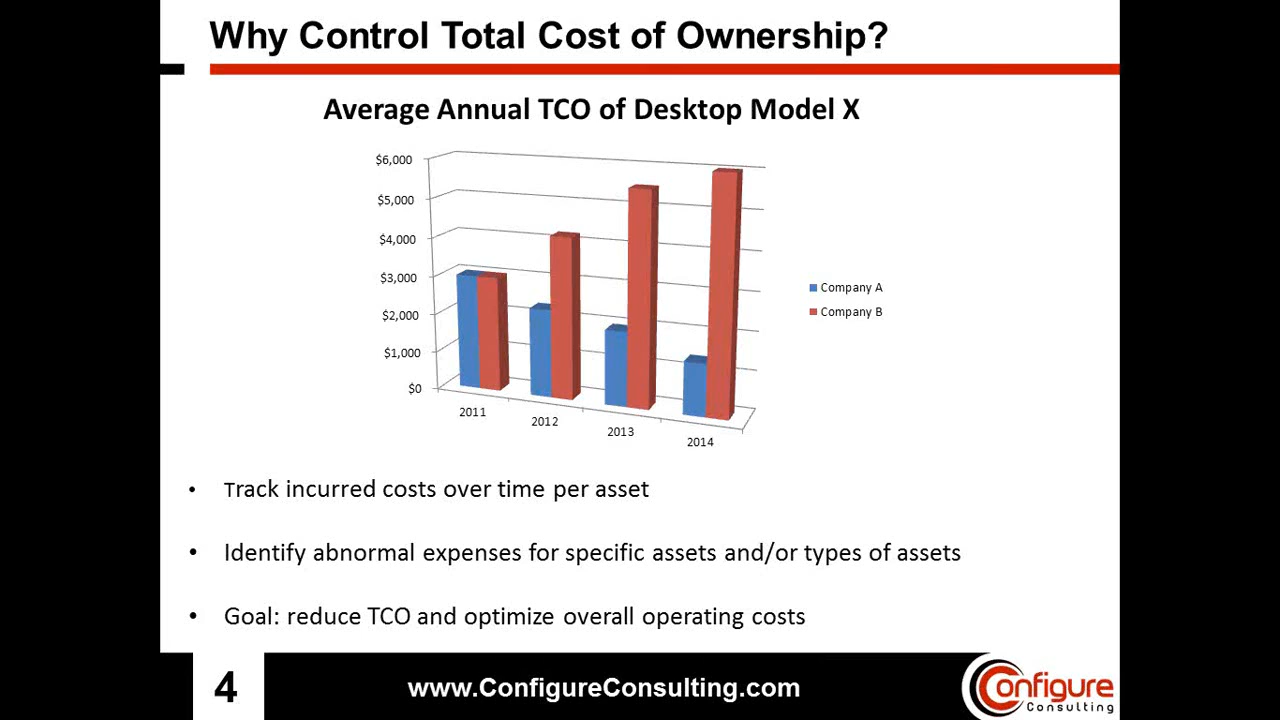 Why Control Total Cost of Ownership?
Average Annual TCO of Desktop Model X
$6,000
$5,000
$4,000
$3,000
$2,000
$1,000
$0
2011
2012
2013
2014
Company A
Company B
• Track incurred costs over time per asset
• Identify abnormal expenses for specific assets and/or types of assets
• Goal: reduce TCO and optimize overall operating costs
4
www.ConfigureConsulting.com
Configure
Consulting